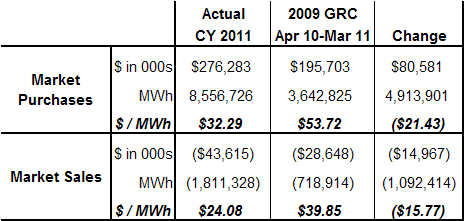 Actual 2009 GRC
CY 2011 Apr 10-Mar 11 Change
Market Purchases $ in 000s $276,283 $195,703 $80,581
MWh 8,556,726 3,642,825 4,913,901
$ / MWh $32.29 $53.72 ($21.43)
Market Sales $ in 000s ($43,615) ($28,648) ($14,967)
MWh (1,811,328) (718,914) (1,092,414)
$ / MWh $24.08 $39.85 ($15.77)